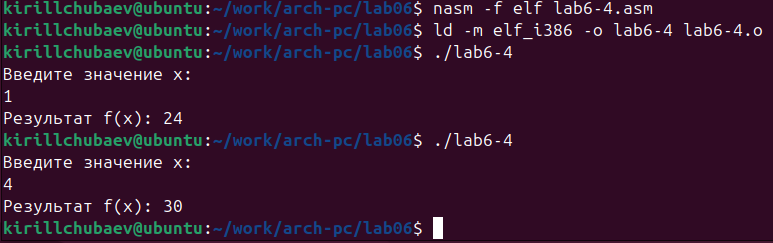 kirillchubaev@ubuntu:~/work/arch-pc/lab06$ nasm -f elf lab6-4.asm
kirillchubaev@ubuntu:~/work/arch-pc/lab06$ ld -m elf_i386 -o lab6-4 lab6-4.o
kirillchubaev@ubuntu:~/work/arch-pc/lab06$ ./lab6-4
Введите значение x:
1
Результат f(x): 24
kirillchubaev@ubuntu:~/work/arch-pc/lab06$ ./lab6-4
Введите значение x:
4
Результат f(x): 30
kirillchubaev@ubuntu:~/work/arch-pc/lab06$